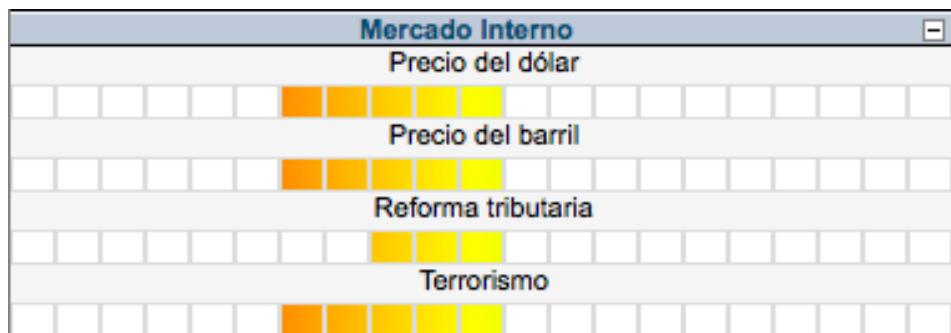 Mercado Interno
Precio del dólar
Precio del barril
Reforma tributaria
Terrorismo